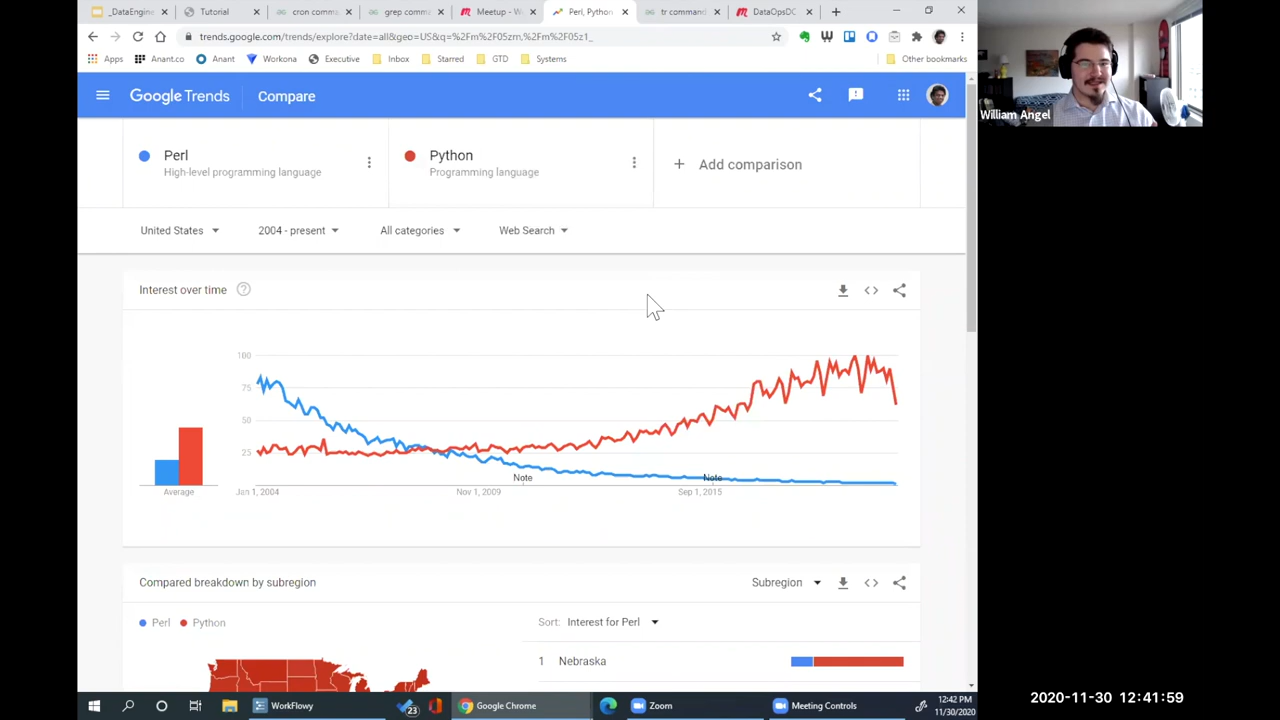 _DataEngine
Tutorial
cron comma
grep comma
Meetup - W
Perl, Python
tr command
DataOpsDC
trends.google.com/trends/explore?date=all&geo=US&q=%2Fm%2F05zrn,%2Fm%2F05z1_
Apps
Anant.co
Anant
Workona
Executive
Inbox
Starred
GTD
Systems
Other bookmarks
William Angel
Google Trends
Compare
Perl
High-level programming language
Python
Programming language
+ Add comparison
United States
2004 - present
All categories
Web Search
Interest over time
100
75
50
25
Note
Note
Average
Jan 1, 2004
Nov 1, 2009
Sep 1, 2015
Compared breakdown by subregion
Subregion
Perl
Python
Sort: Interest for Perl
1 Nebraska
WorkFlowy
23
Google Chrome
Zoom
Meeting Controls
12:42 PM
11/30/2020
2020-11-30 12:41:59